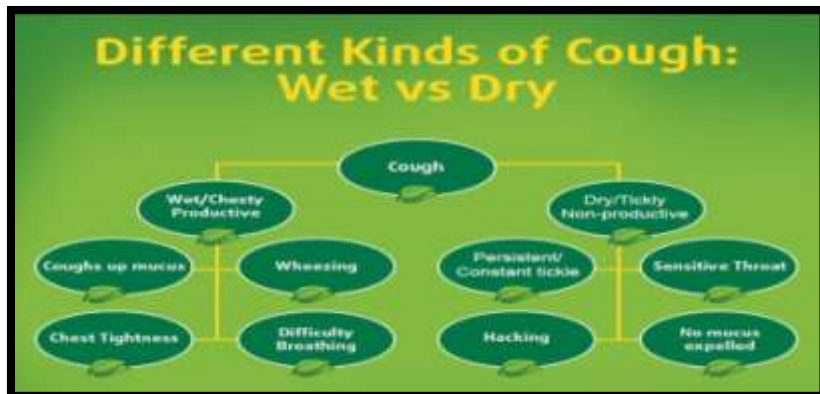 Different Kinds of Cough:
Wet vs Dry
Cough
Wet/Chesty
Productive
Dry/Tickly
Non-productive
Coughs up mucus
Wheezing
Persistent/
Constant tickle
Sensitive Throat
Chest Tightness
Difficulty
Breathing
Hacking
No mucus
expelled